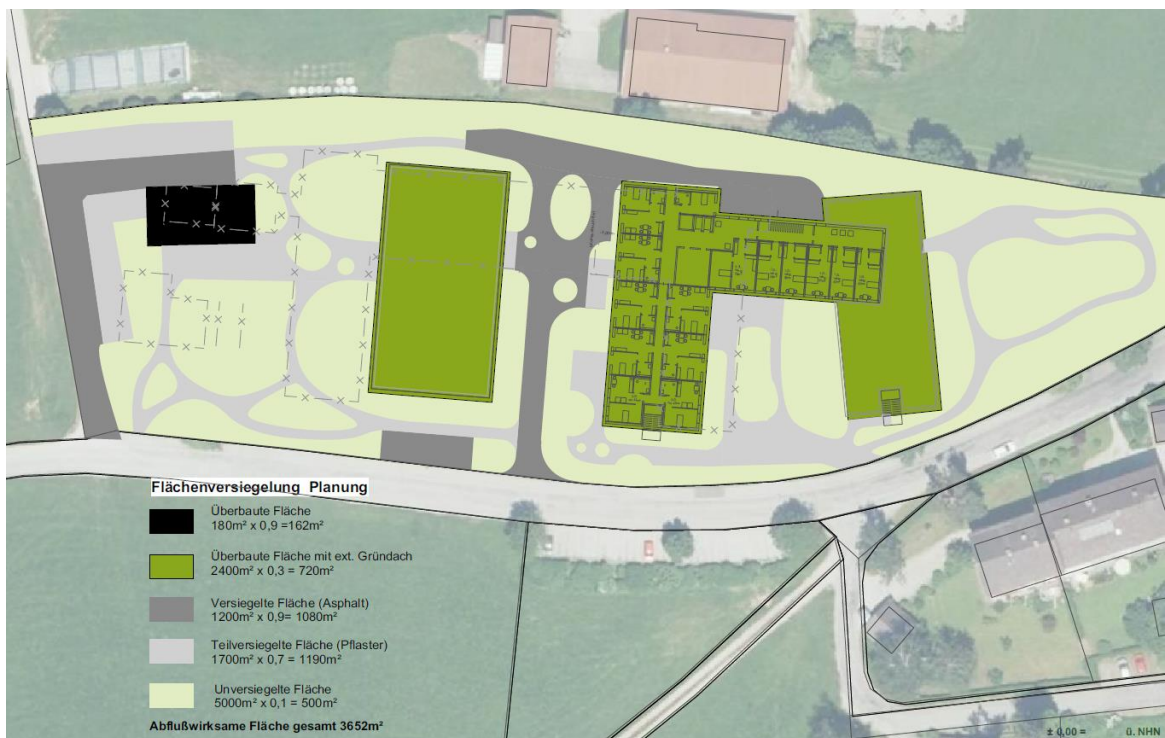 Flächenversiegelung Planung
Überbaute Fläche
180m² x 0,9 =162m²
Überbaute Fläche mit ext. Gründach
2400m² x 0,3 = 720m²
Versiegelte Fläche (Asphalt)
1200m² x 0,9= 1080m²
Teilversiegelte Fläche (Pflaster)
1700m² x 0,7 = 1190m²
Unversiegelte Fläche
5000m² x 0,1 = 500m²
Abflußwirksame Fläche gesamt 3652m²
± 0,00 = ü. NHN